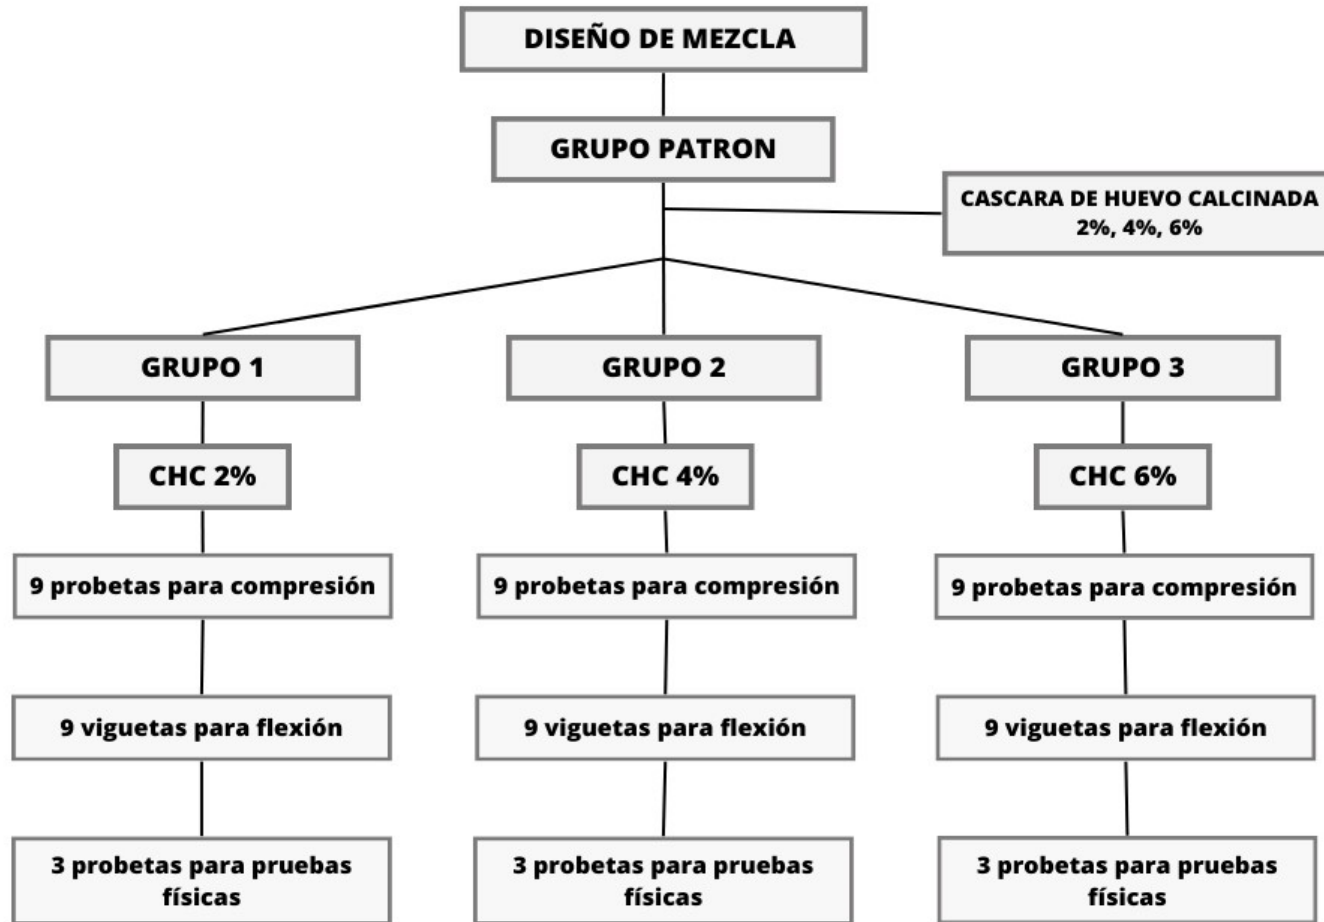 DISEÑO DE MEZCLA
GRUPO PATRON
CASCARA DE HUEVO CALCINADA
2%, 4%, 6%
GRUPO 1
GRUPO 2
GRUPO 3
CHC 2%
CHC 4%
CHC 6%
9 probetas para compresión
9 probetas para compresión
9 probetas para compresión
9 viguetas para flexión
9 viguetas para flexión
9 viguetas para flexión
3 probetas para pruebas
físicas
3 probetas para pruebas
físicas
3 probetas para pruebas
físicas